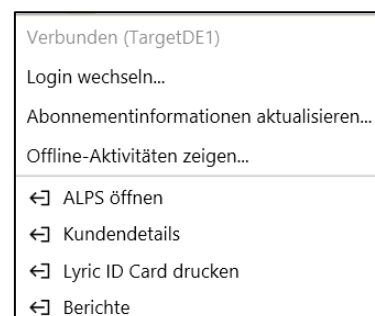 Verbunden (TargetDE1)
Login wechseln...
Abonnementinformationen aktualisieren...
Offline-Aktivitäten zeigen...
ALPS öffnen
Kundendetails
Lyric ID Card drucken
Berichte